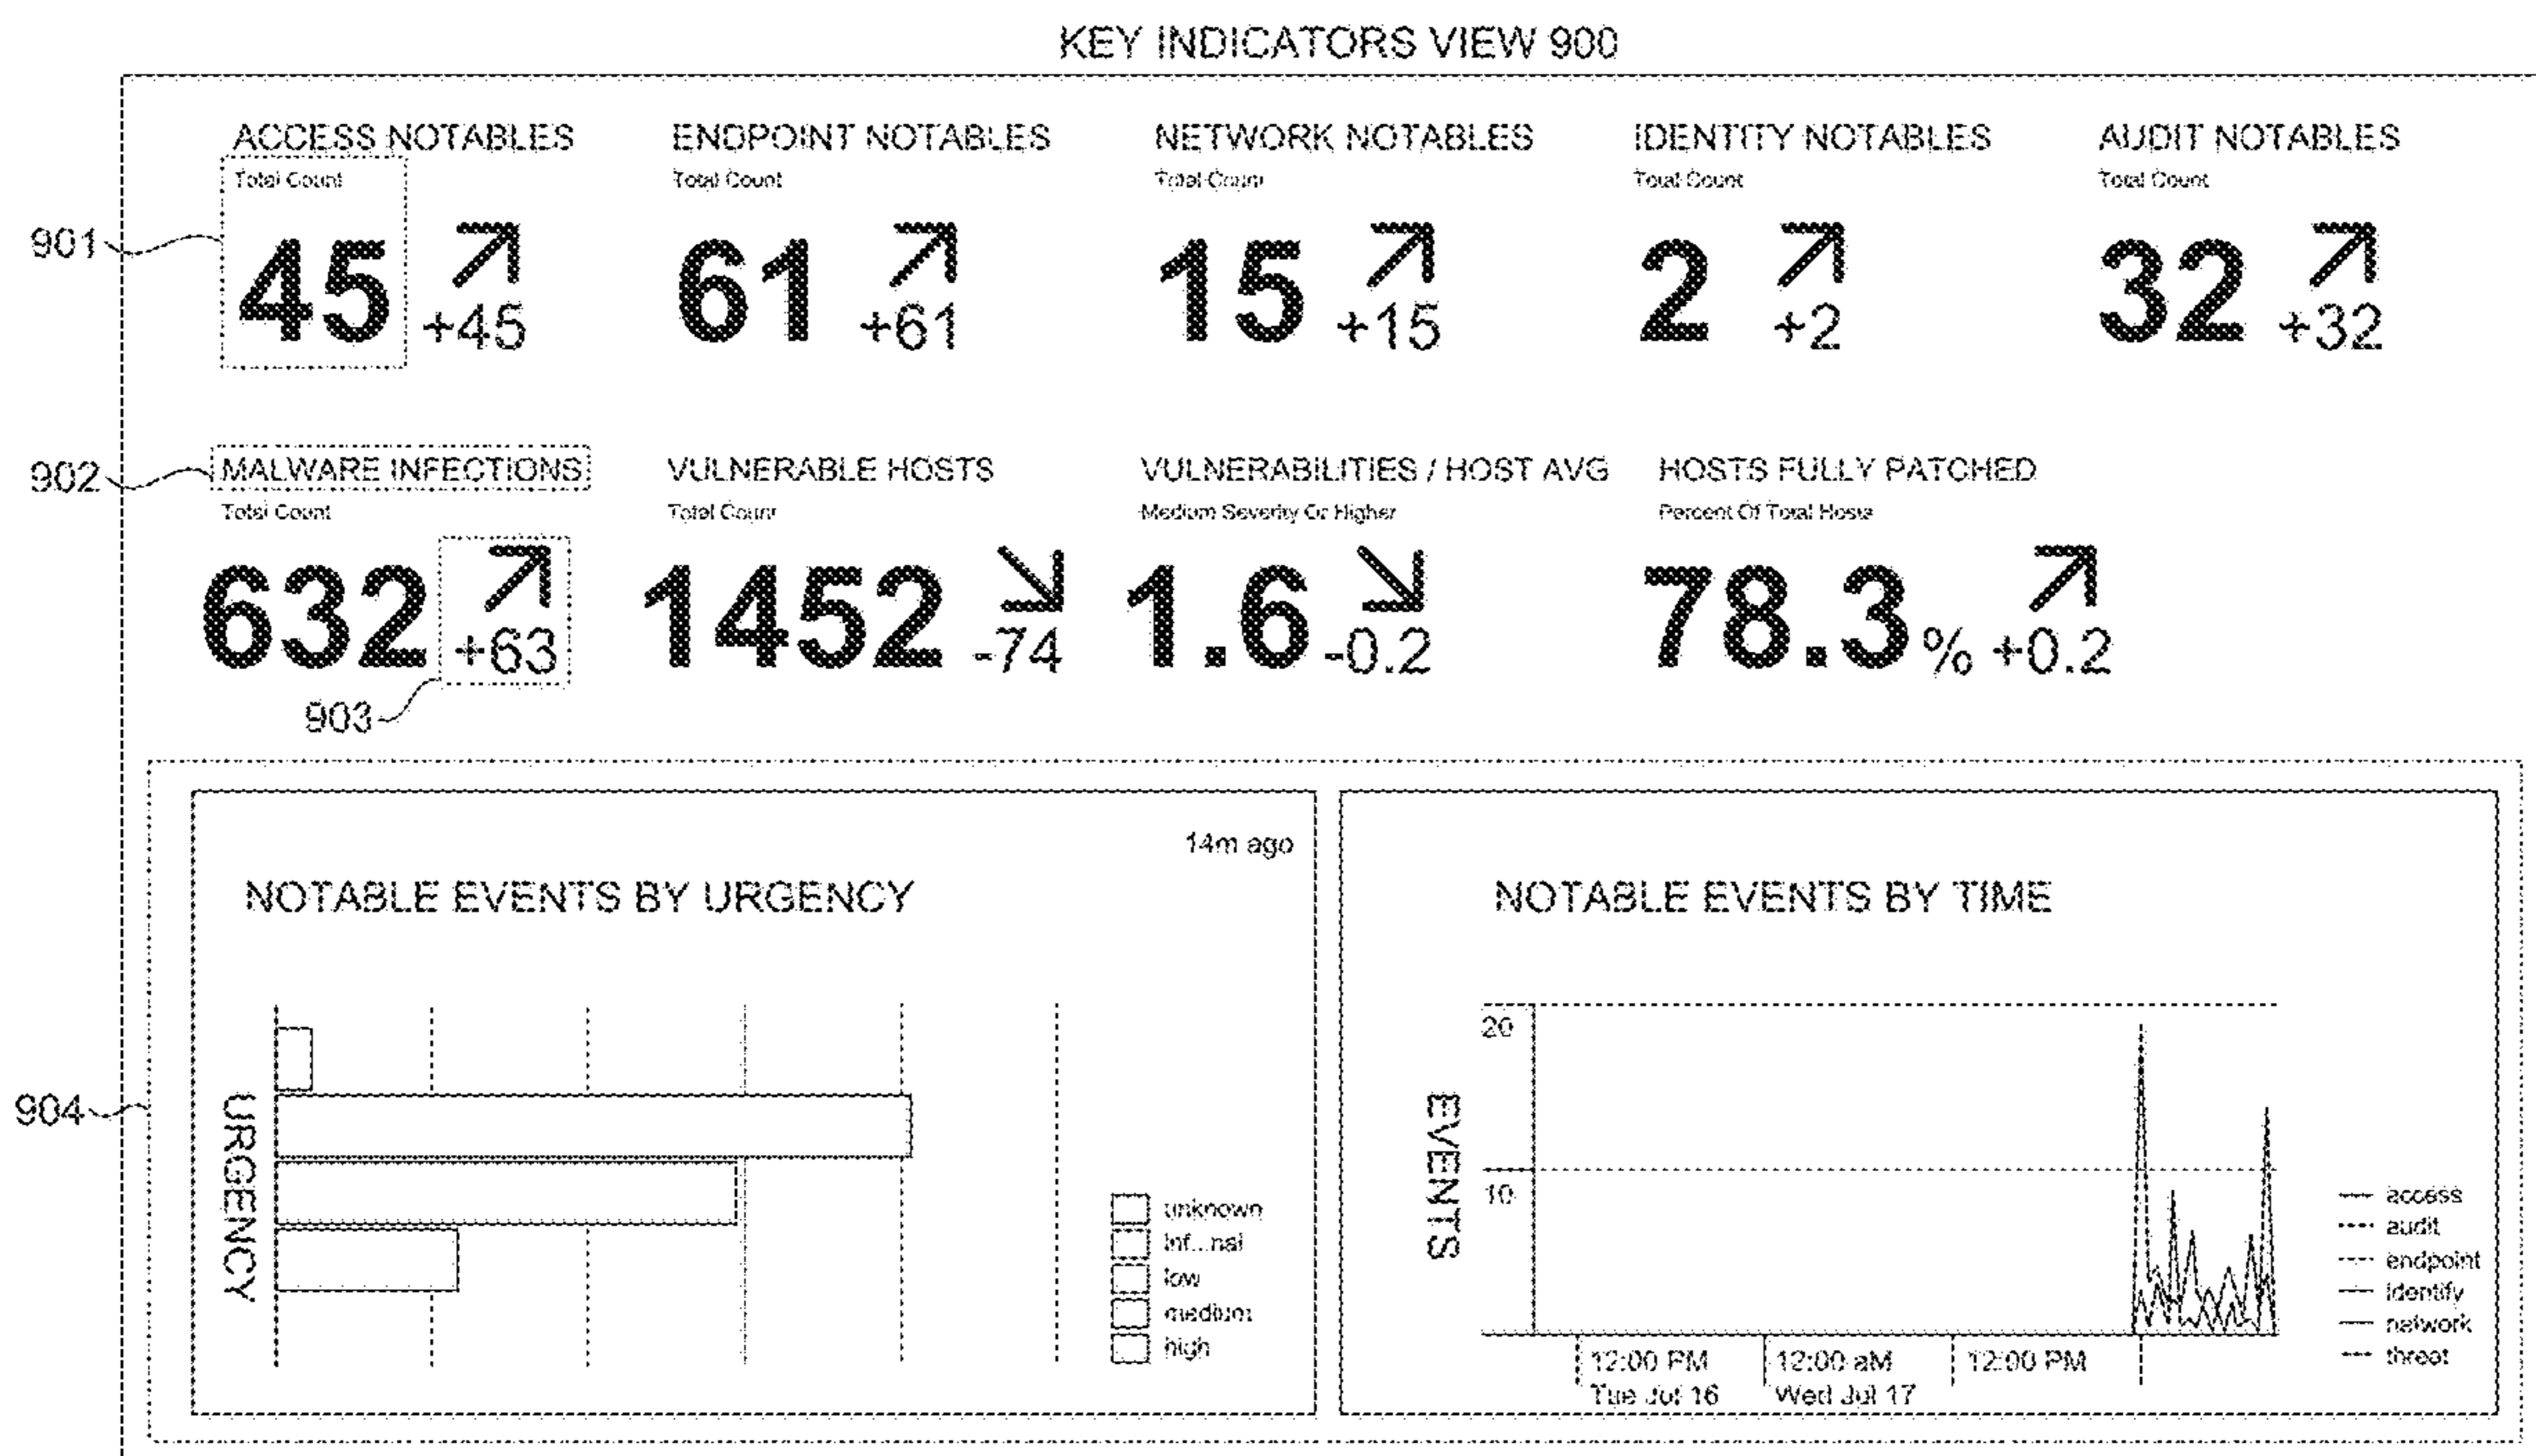 KEY INDICATORS VIEW 900
ACCESS NOTABLES
Total Count
45 +45
ENDPOINT NOTABLES
Total Count
61 +61
NETWORK NOTABLES
Total Count
15 +15
IDENTITY NOTABLES
Total Count
2 +2
AUDIT NOTABLES
Total Count
32 +32
901
902
MALWARE INFECTIONS
Total Count
632 +63
903
VULNERABLE HOSTS
Total Count
1452 -74
VULNERABILITIES / HOST AVG
Medium Severity Or Higher
1.6 -0.2
HOSTS FULLY PATCHED
Percent Of Total Hosts
78.3% +0.2
904
14m ago
NOTABLE EVENTS BY URGENCY
URGENCY
unknown
inf...nal
low
medium
high
NOTABLE EVENTS BY TIME
EVENTS
20
10
12:00 PM
Tue Jul 16
12:00 aM
Wed Jul 17
12:00 PM
access
audit
endpoint
identify
network
threat